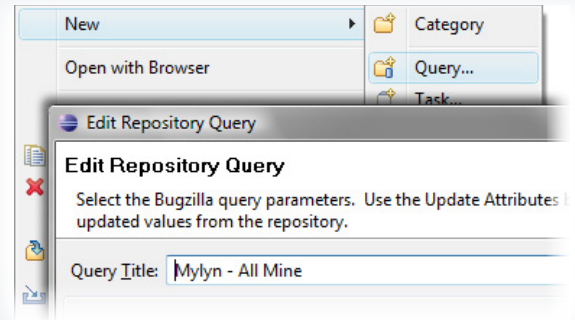 New
Category
Open with Browser
Query...
Task...
Edit Repository Query
Edit Repository Query
Select the Bugzilla query parameters. Use the Update Attributes
updated values from the repository.
Query Title: Mylyn - All Mine